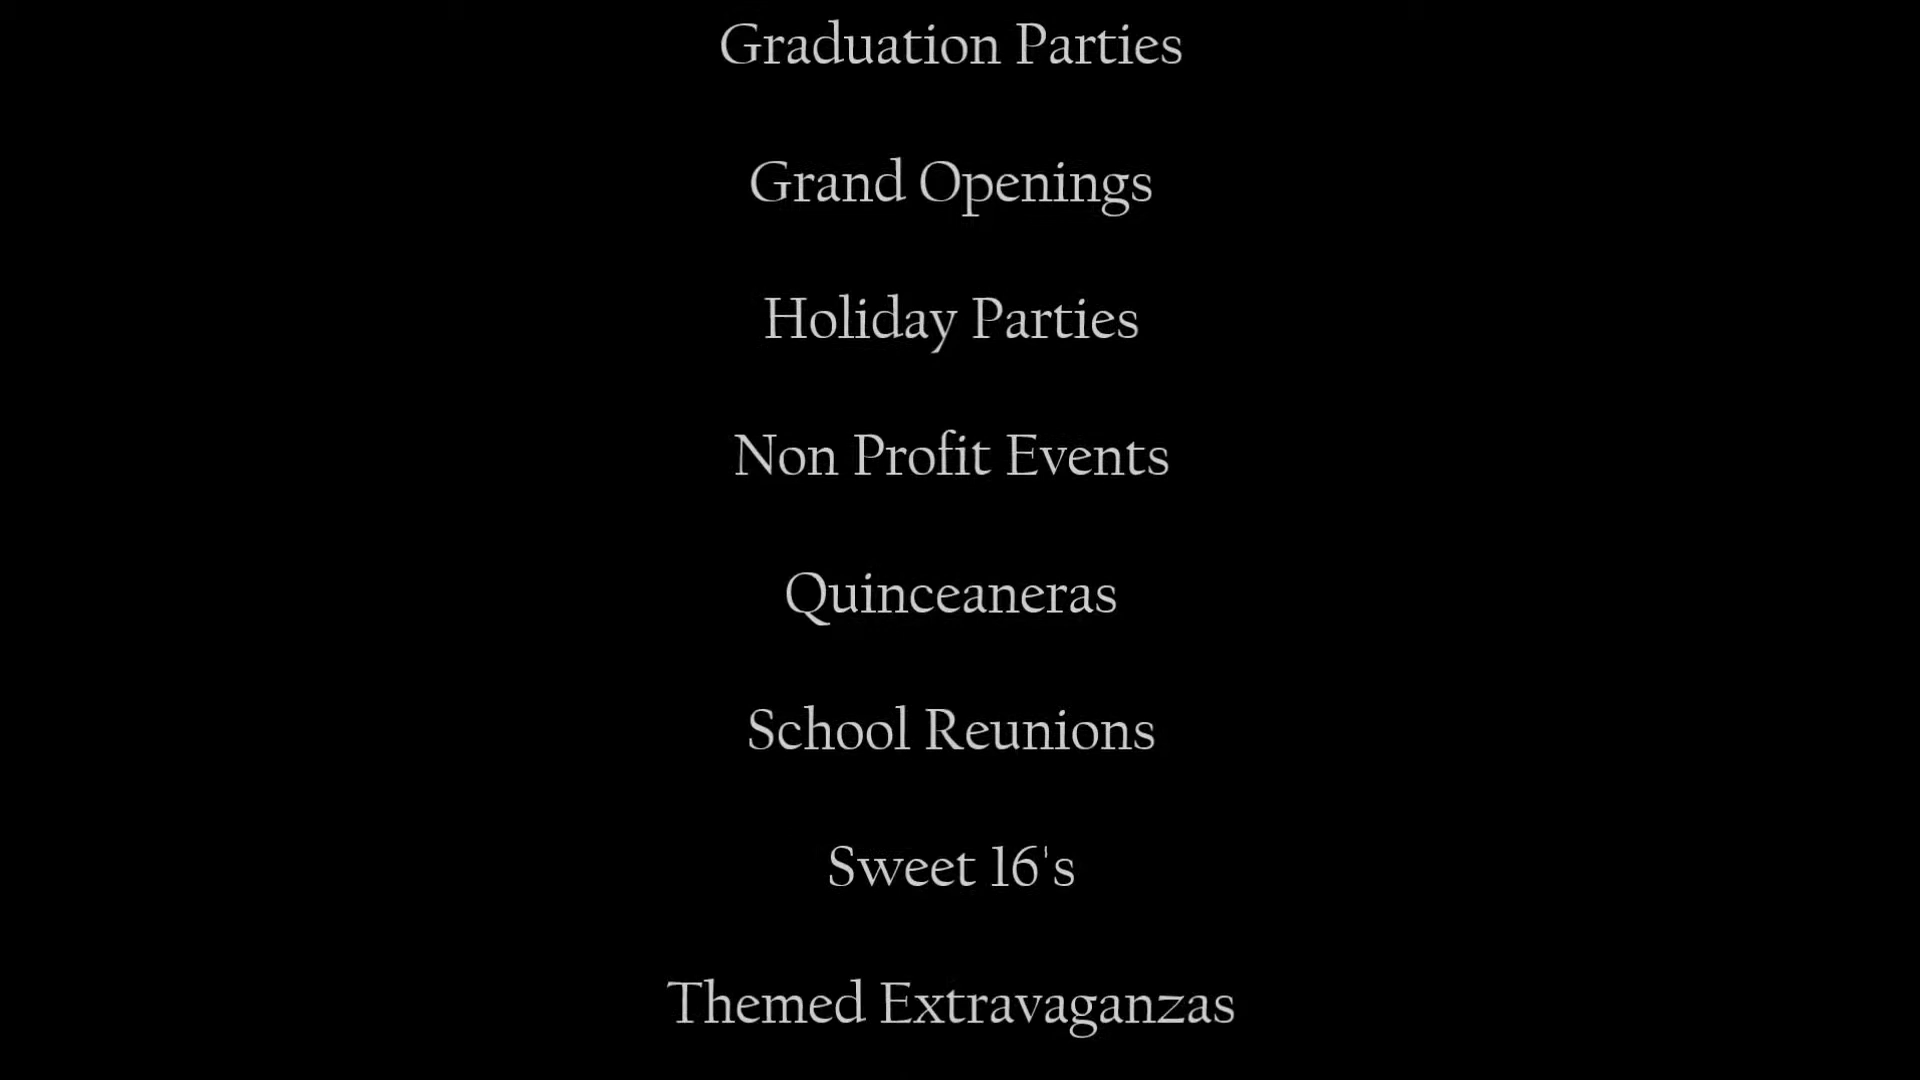 Graduation Parties
Grand Openings
Holiday Parties
Non Profit Events
Quinceaneras
School Reunions
Sweet 16's
Themed Extravaganzas